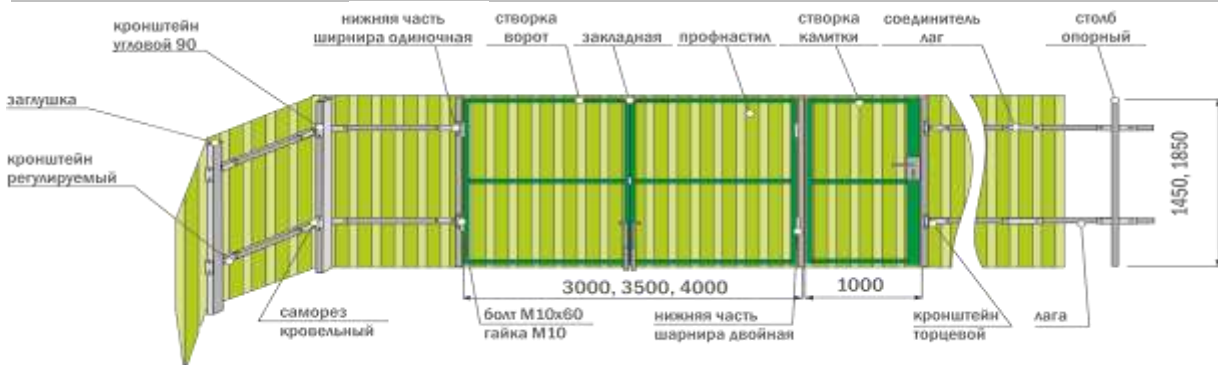 кронштейн
угловой 90
нижняя часть
ширнира одиночная
створка
ворот
закладная
профнастил
створка
калитки
соединитель
лаг
столб
опорный
заглушка
кронштейн
регулируемый
1450, 1850
3000, 3500, 4000
1000
саморез
кровельный
болт М10х60
гайка М10
нижняя часть
шарнира двойная
кронштейн
торцевой
лага